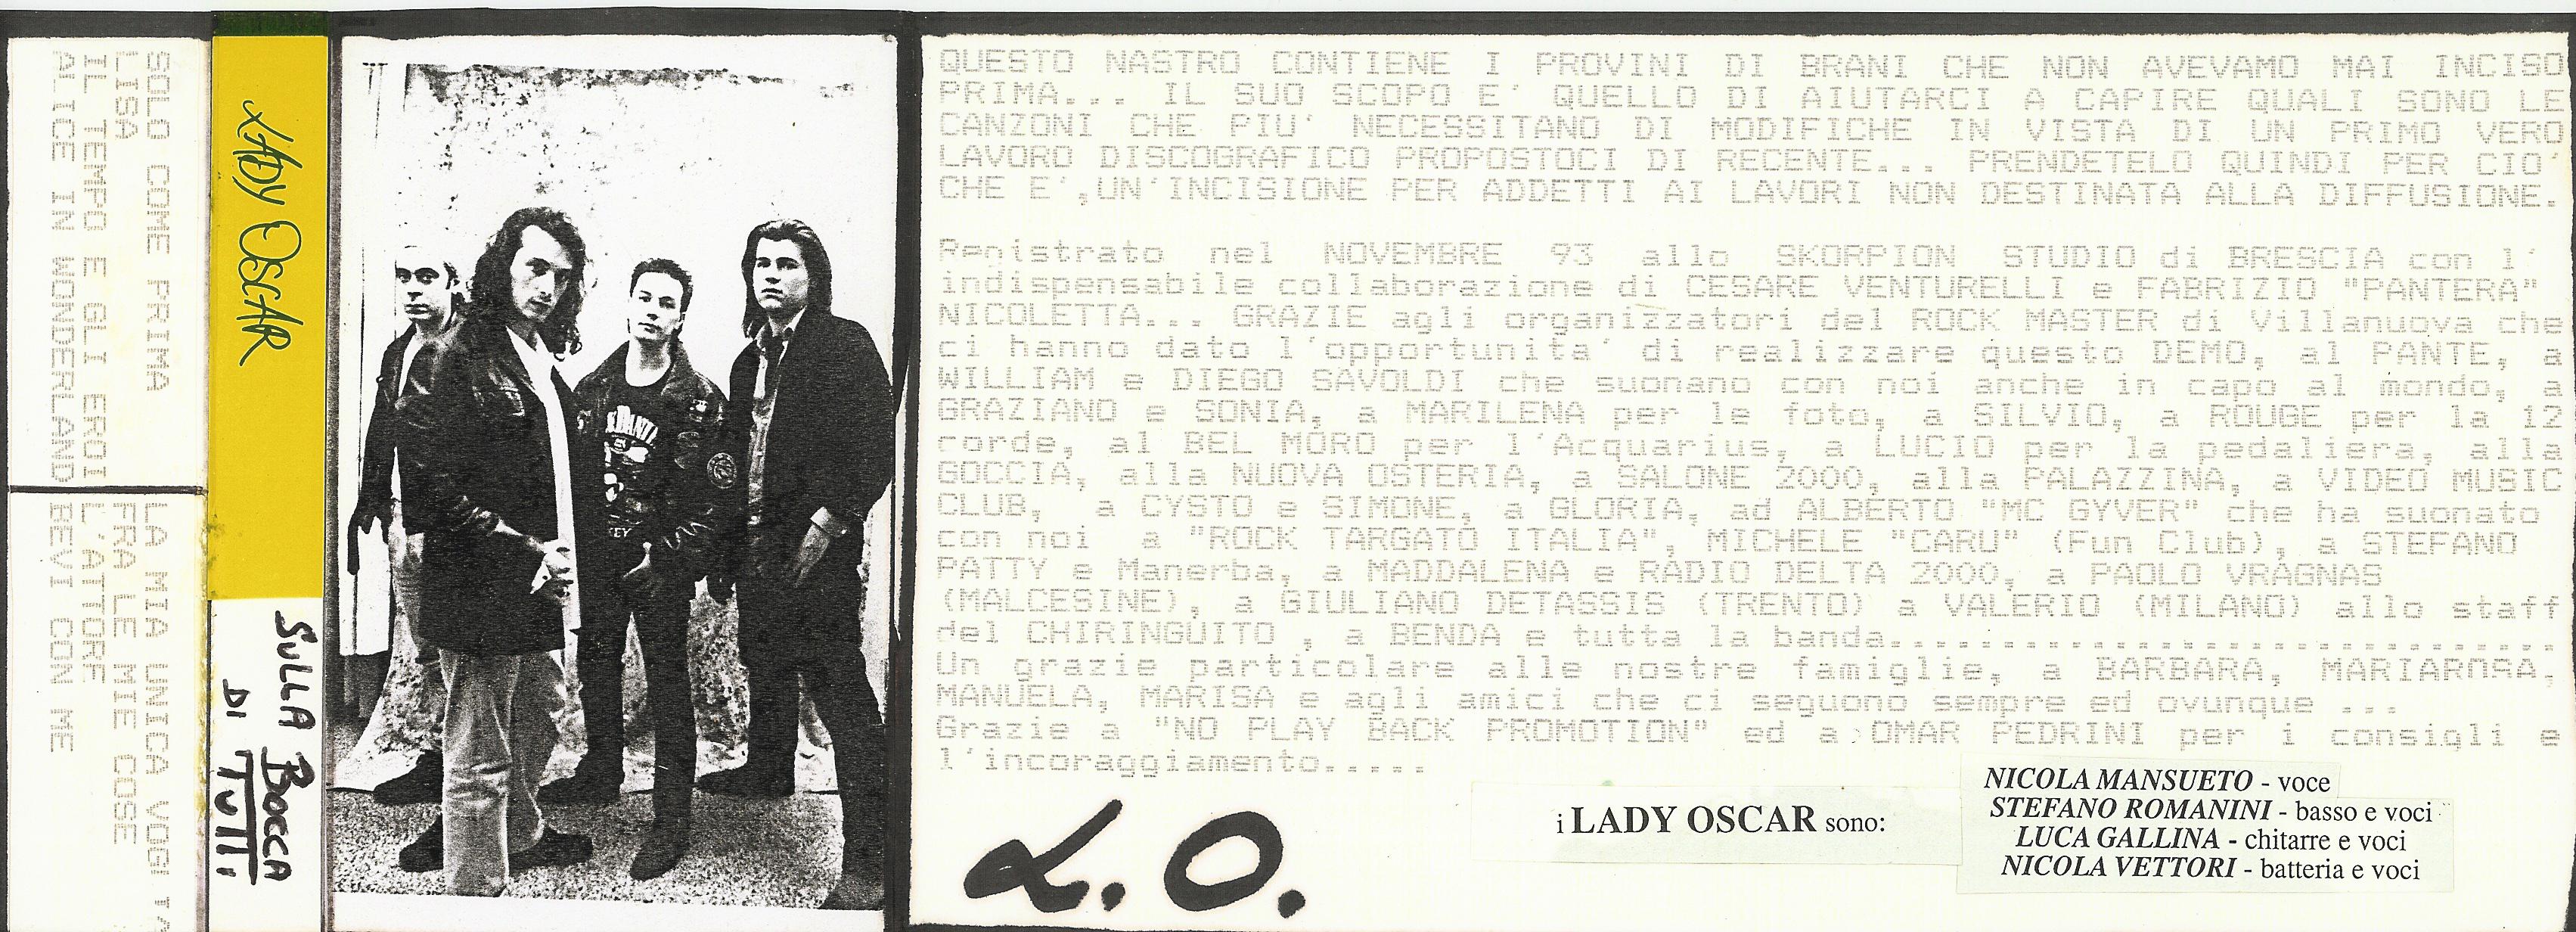 SOLO COME PRIMA
LISA
IL TEMPO E GLI EROI
ALICE IN WONDERLAND
LA MIA UNICA VOGLIA
FRA LE MIE COSE
L'ATTORE
BEVI CON ME
LADY OSCAR
SULLA BOCCA
DI TUTTI
QUESTO NASTRO CONTIENE I PROVINI DI BRANI CHE NON AVEVAMO MAI INCISO
PRIMA... IL SUO SCOPO E' QUELLO DI AIUTARCI A CAPIRE QUALI SONO LE
CANZONI CHE PIU' NECESSITANO DI MODIFICHE IN VISTA DI UN PRIMO VERO
LAVORO DISCOGRAFICO PROPOSTOCI DI RECENTE... PRENDETELO QUINDI PER CIO'
CHE E', UN'INCISIONE PER ADDETTI AI LAVORI NON DESTINATA ALLA DIFFUSIONE.
Registrato nel NOVEMBRE 93 allo SKORPION STUDIO di BRESCIA con l'
indispensabile collaborazione di CESARE VENTURELLI e FABRIZIO "PANTERA"
NICOLETTA... GRAZIE agli organizzatori del ROCK MASTER di Villanuova che
ci hanno dato l'opportunita' di realizzare questo DEMO, al PANTE, a
WILLIAM e DIEGO SAVOLDI che suonano con noi anche in capo al mondo, a
GRAZIANO e SONIA, a MARILENA per le foto, a SILVIO, a ROUDY per la 12
corde, al DEL MORO per l'Acquarius, a LUCIO per la pedaliera, alla
LUCCIA, alla NUOVA OSTERIA, a SALONE 2000, IT PALAZZINA, a VIDEO MUSIC
CLUB, a CYSTO e SIMONE, a GLORIA, ad ALBERTO "MC GYVER" che ha suonato
con noi a "ROCK TARGATO ITALIA", MICHELE "CARU" (Fun Club), a STEFANO
PATTY e Manerba, a MADDALENA e RADIO DELTA 2000, a PAOLO VRAGNAS
(MALCESINE), a GIULIANO DETASSIS (TRENTO) a VALERIO (MILANO) allo staff
del CHIRINGUITO, a BENDA e tutta la banda
Un grazie particolare alle nostre famiglie, a BARBARA, MARIAROSA,
MANUELA, MARISA e agli amici che ci seguono sempre ed ovunque ...
Grazie a "NO PLAY BACK PROMOTION" ed a OMAR PEDRINI per i consigli e
l'incoraggiamento.....
L.O.
i LADY OSCAR sono:
NICOLA MANSUETO - voce
STEFANO ROMANINI - basso e voci
LUCA GALLINA - chitarre e voci
NICOLA VETTORI - batteria e voci